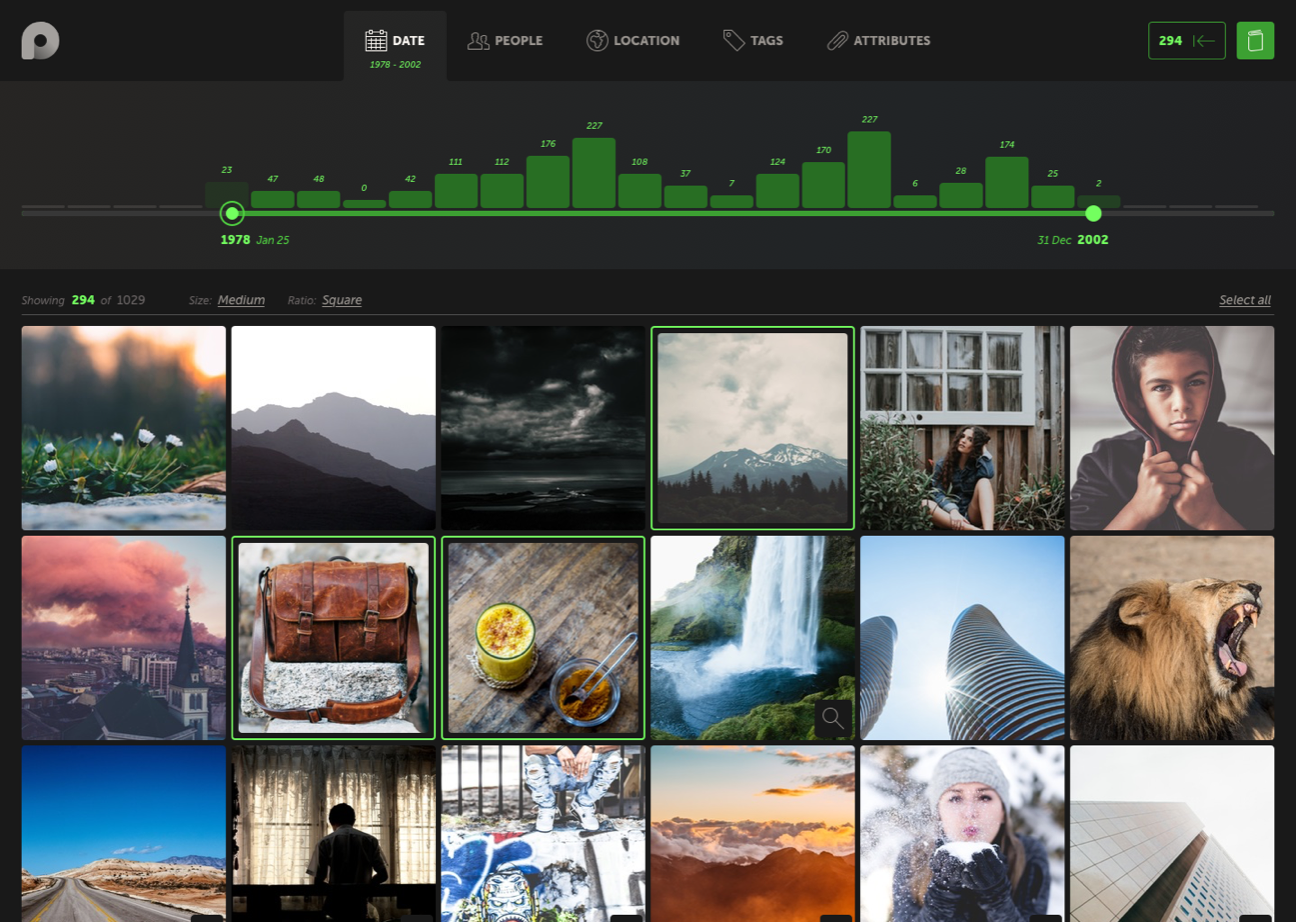 DATE
1978 - 2002
PEOPLE
LOCATION
TAGS
ATTRIBUTES
294
23
47
48
0
42
111
112
176
227
108
37
7
124
170
227
6
28
174
25
2
1978 Jan 25
31 Dec 2002
Showing 294 of 1029
Size: Medium
Ratio: Square
Select all